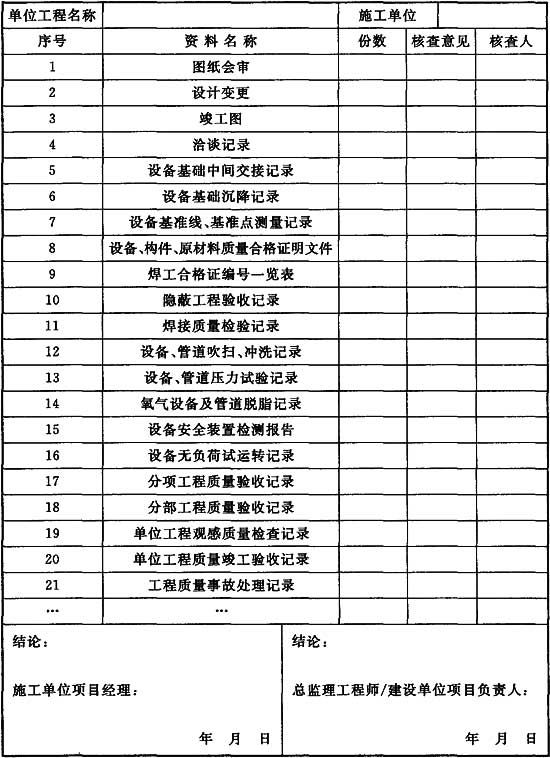 单位工程名称 施工单位
序号 资料名称 份数 核查意见 核查人
1 图纸会审
2 设计变更
3 竣工图
4 洽谈记录
5 设备基础中间交接记录
6 设备基础沉降记录
7 设备基准线、基准点测量记录
8 设备、构件、原材料质量合格证明文件
9 焊工合格证编号一览表
10 隐蔽工程验收记录
11 焊接质量检验记录
12 设备、管道吹扫、冲洗记录
13 设备、管道压力试验记录
14 氧气设备及管道脱脂记录
15 设备安全装置检测报告
16 设备无负荷试运转记录
17 分项工程质量验收记录
18 分部工程质量验收记录
19 单位工程观感质量检查记录
20 单位工程质量竣工验收记录
21 工程质量事故处理记录
… …
结论： 结论：
施工单位项目经理： 总监理工程师/建设单位项目负责人：
年 月 日 年 月 日